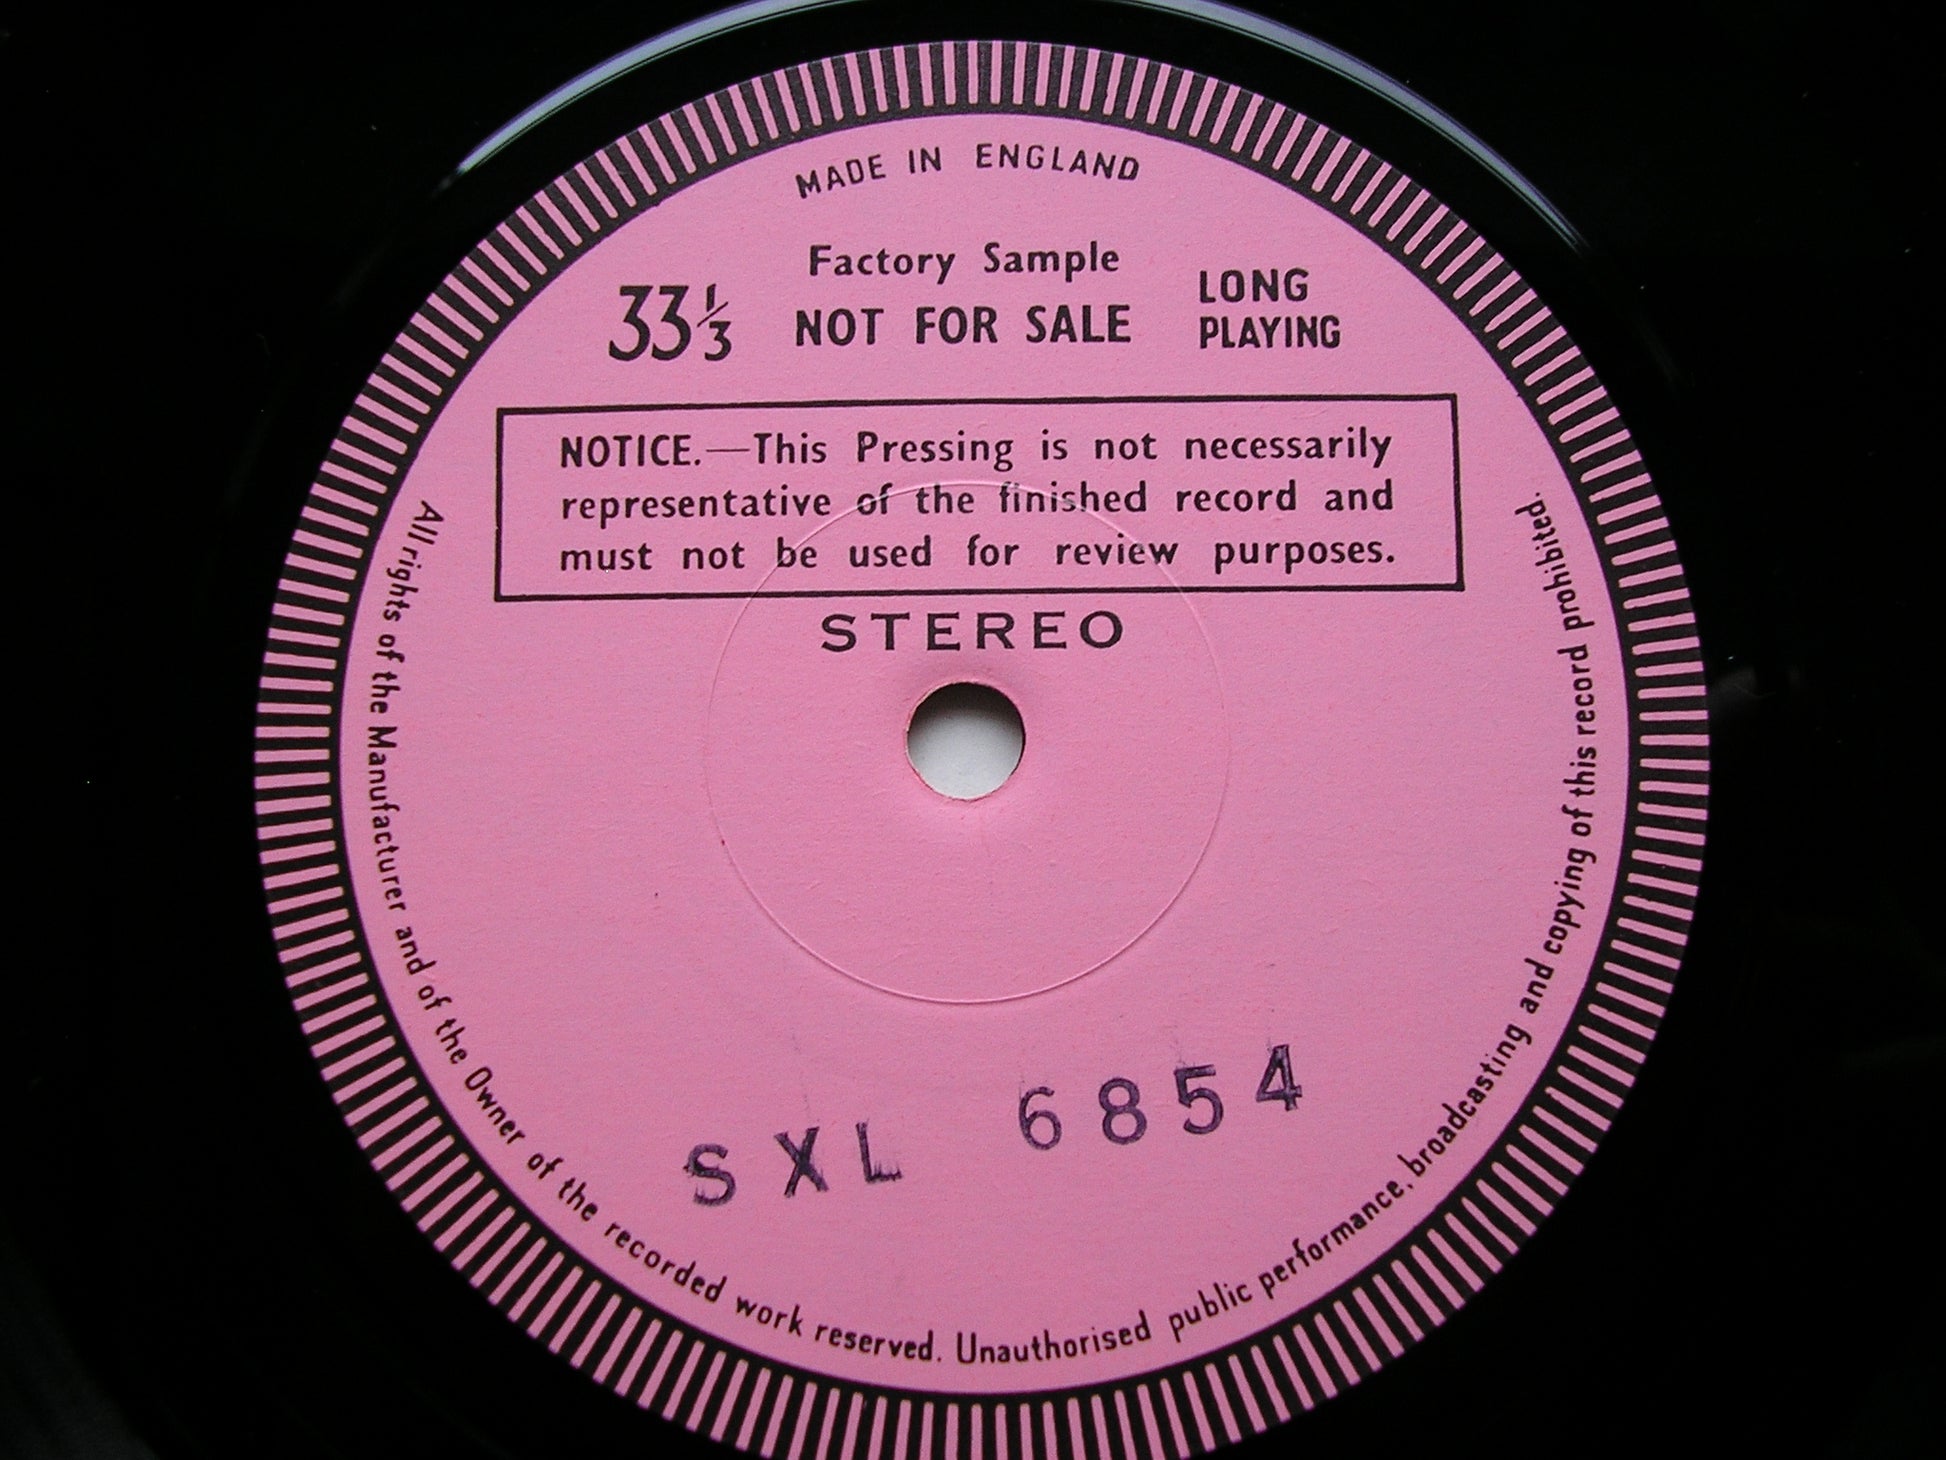 MADE IN ENGLAND
Factory Sample
NOT FOR SALE
33⅓
LONG
PLAYING
NOTICE.—This Pressing is not necessarily
representative of the finished record and
must not be used for review purposes.
STEREO
SXL 6854
All rights of the Manufacturer and of the Owner of the recorded work reserved. Unauthorised public performance, broadcasting and copying of this record prohibited.